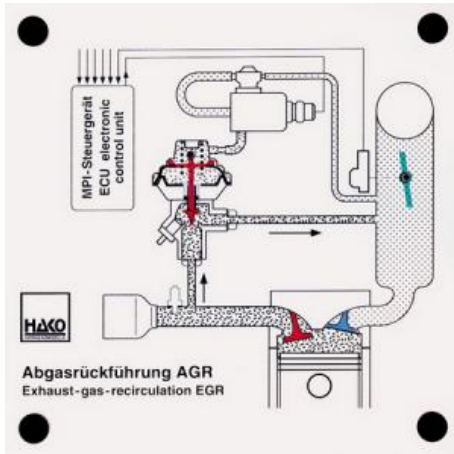 MPI-Steuergerät
ECU electronic
control unit
HAKO
Abgasrückführung AGR
Exhaust-gas-recirculation EGR